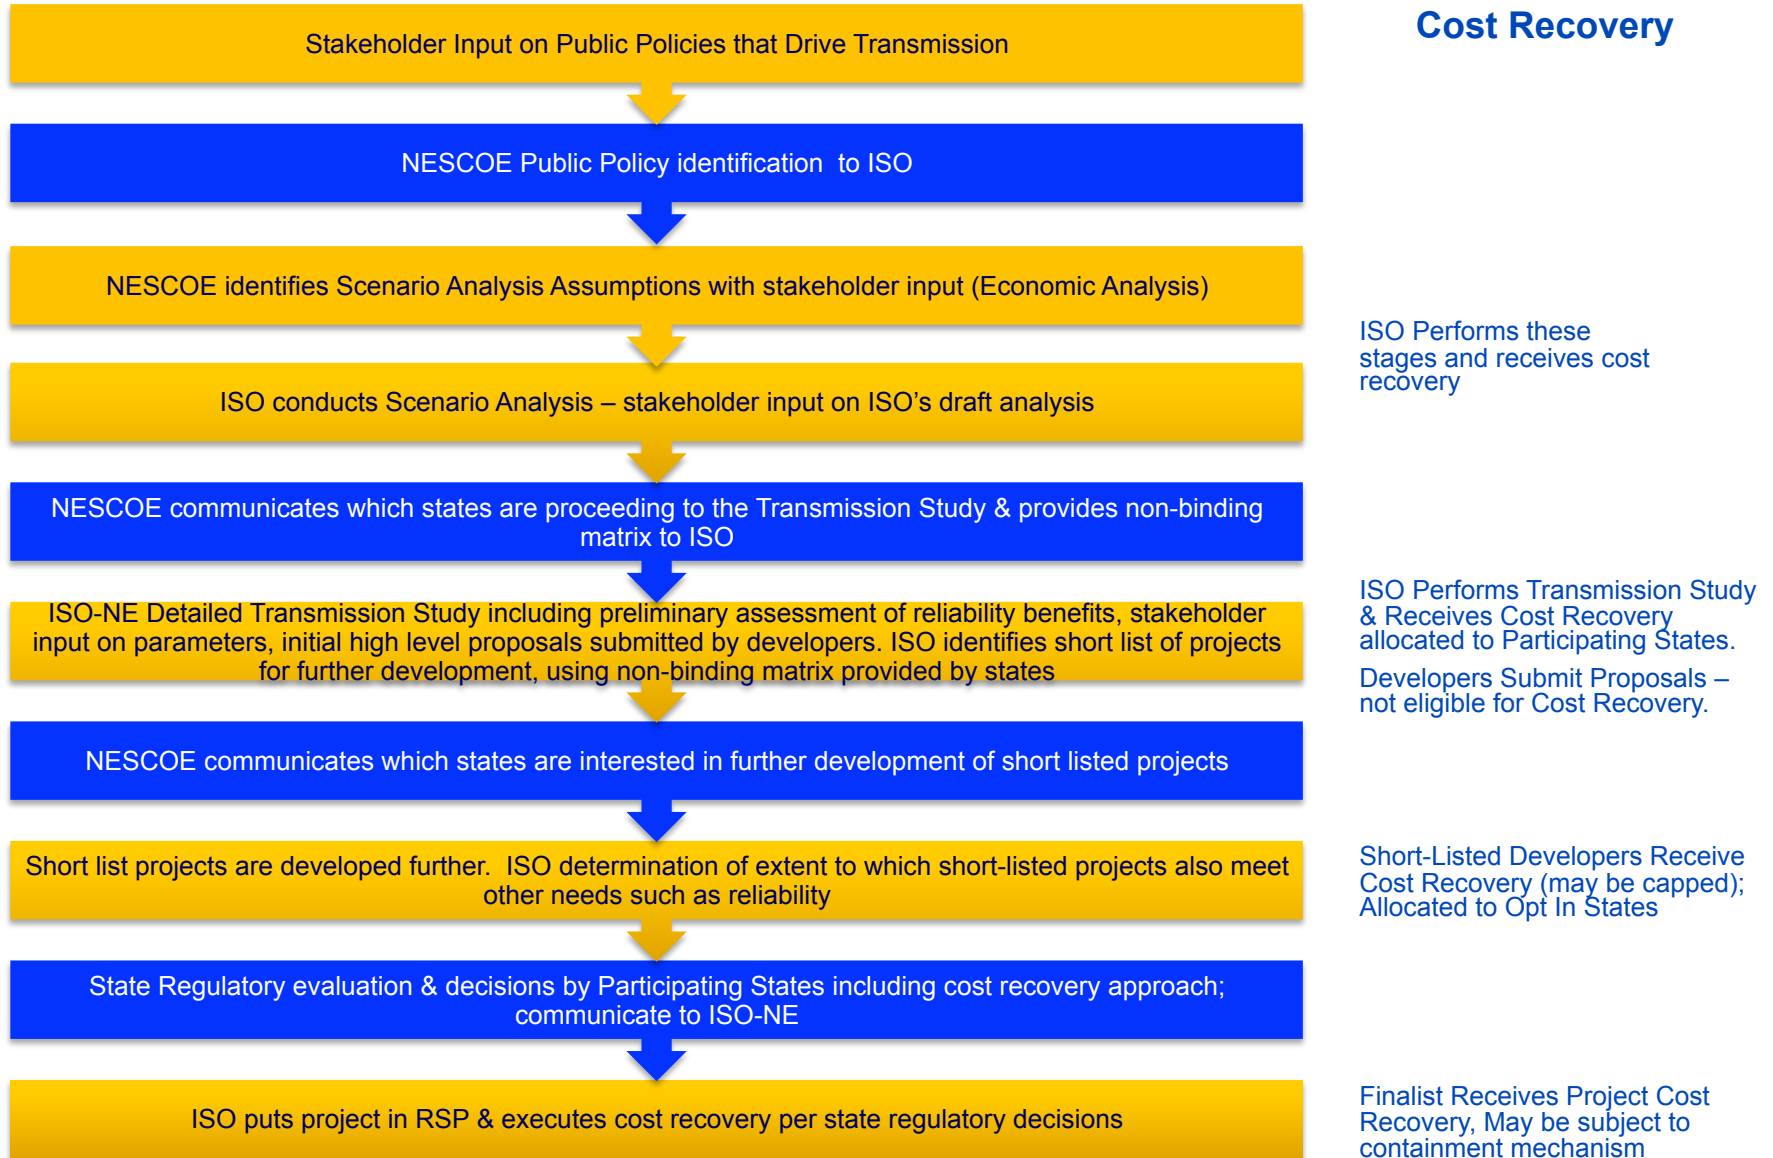 Cost Recovery
Stakeholder Input on Public Policies that Drive Transmission
NESCOE Public Policy identification  to ISO
NESCOE identifies Scenario Analysis Assumptions with stakeholder input (Economic Analysis)
ISO Performs these
stages and receives cost
recovery
ISO conducts Scenario Analysis – stakeholder input on ISO’s draft analysis
NESCOE communicates which states are proceeding to the Transmission Study & provides non-binding
matrix to ISO
ISO-NE Detailed Transmission Study including preliminary assessment of reliability benefits, stakeholder
input on parameters, initial high level proposals submitted by developers. ISO identifies short list of projects
for further development, using non-binding matrix provided by states
ISO Performs Transmission Study
& Receives Cost Recovery
allocated to Participating States.
Developers Submit Proposals –
not eligible for Cost Recovery.
NESCOE communicates which states are interested in further development of short listed projects
Short list projects are developed further.  ISO determination of extent to which short-listed projects also meet
other needs such as reliability
Short-Listed Developers Receive
Cost Recovery (may be capped);
Allocated to Opt In States
State Regulatory evaluation & decisions by Participating States including cost recovery approach;
communicate to ISO-NE
ISO puts project in RSP & executes cost recovery per state regulatory decisions
Finalist Receives Project Cost
Recovery, May be subject to
containment mechanism